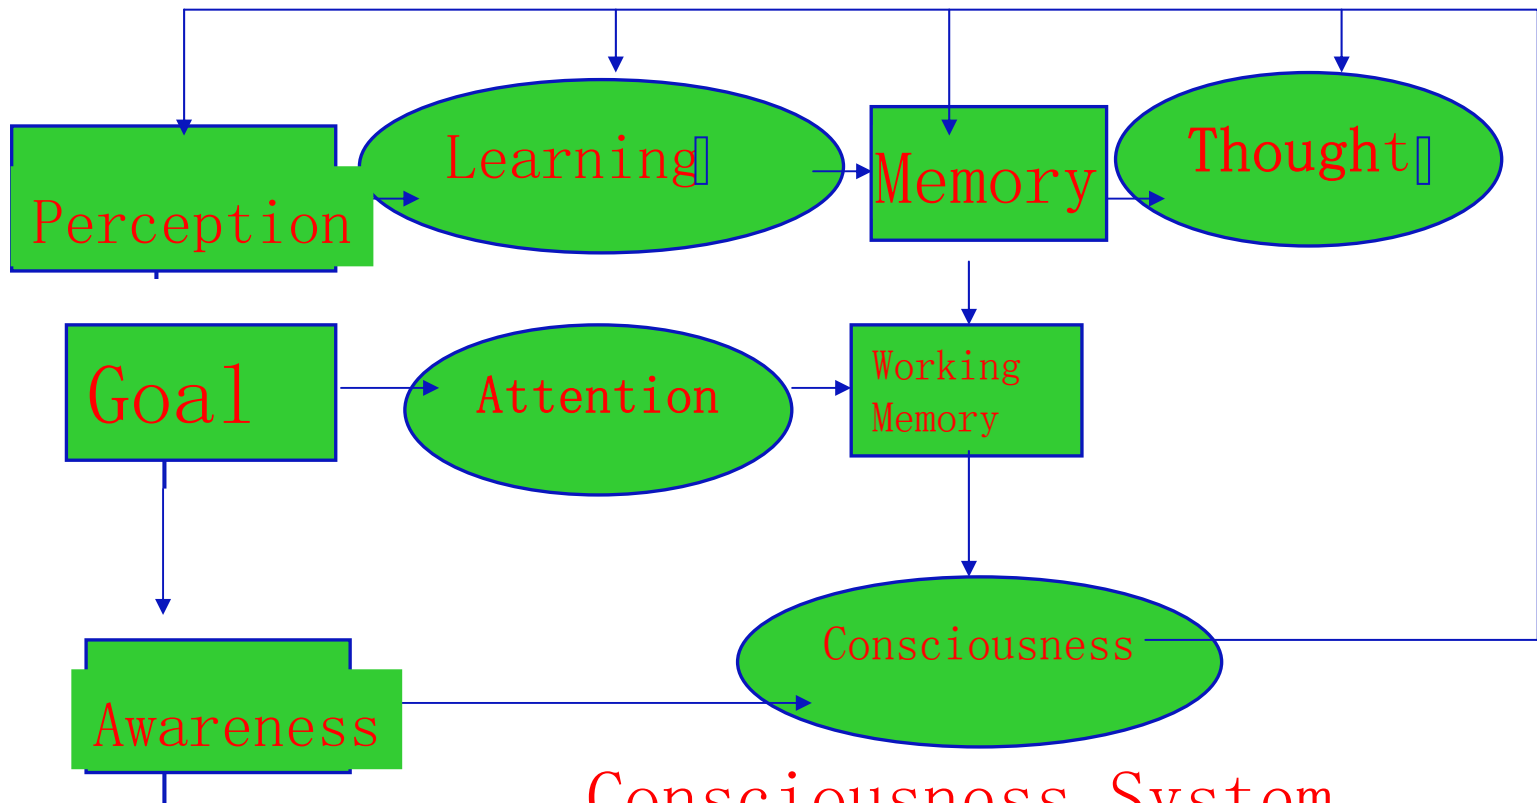 Learning
Thought
Memory
Perception
Goal
Attention
Working
Memory
Consciousness
Awareness
Consciousness System